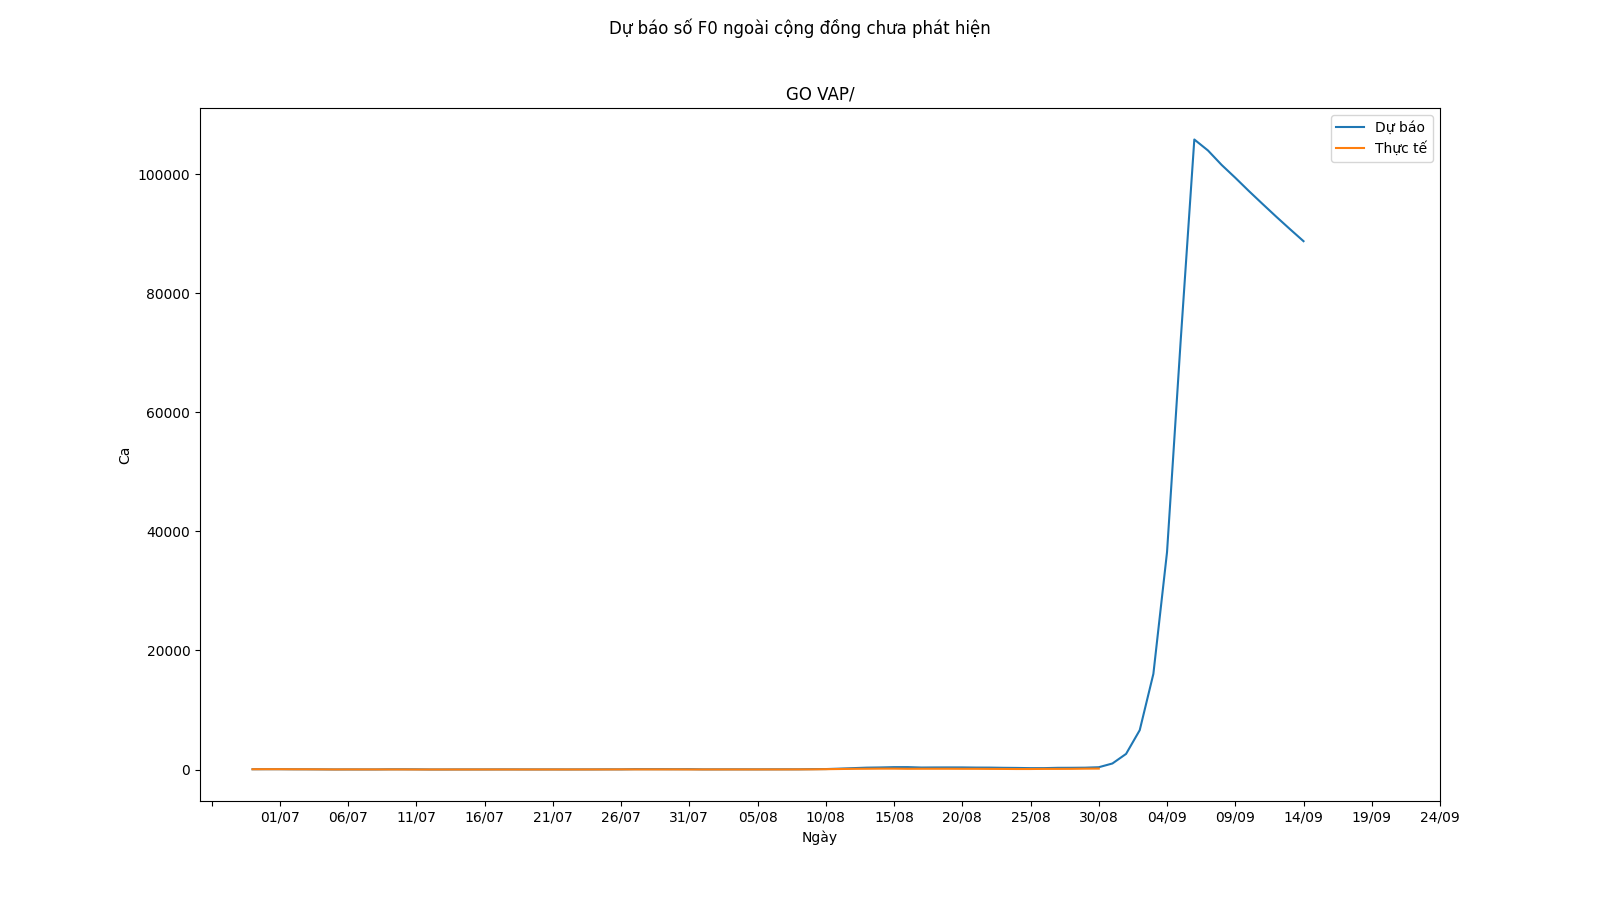 Dự báo số F0 ngoài cộng đồng chưa phát hiện
GO VAP/
Dự báo
Thực tế
100000
80000
60000
40000
20000
0
Ca
01/07 06/07 11/07 16/07 21/07 26/07 31/07 05/08 10/08 15/08 20/08 25/08 30/08 04/09 09/09 14/09 19/09 24/09
Ngày